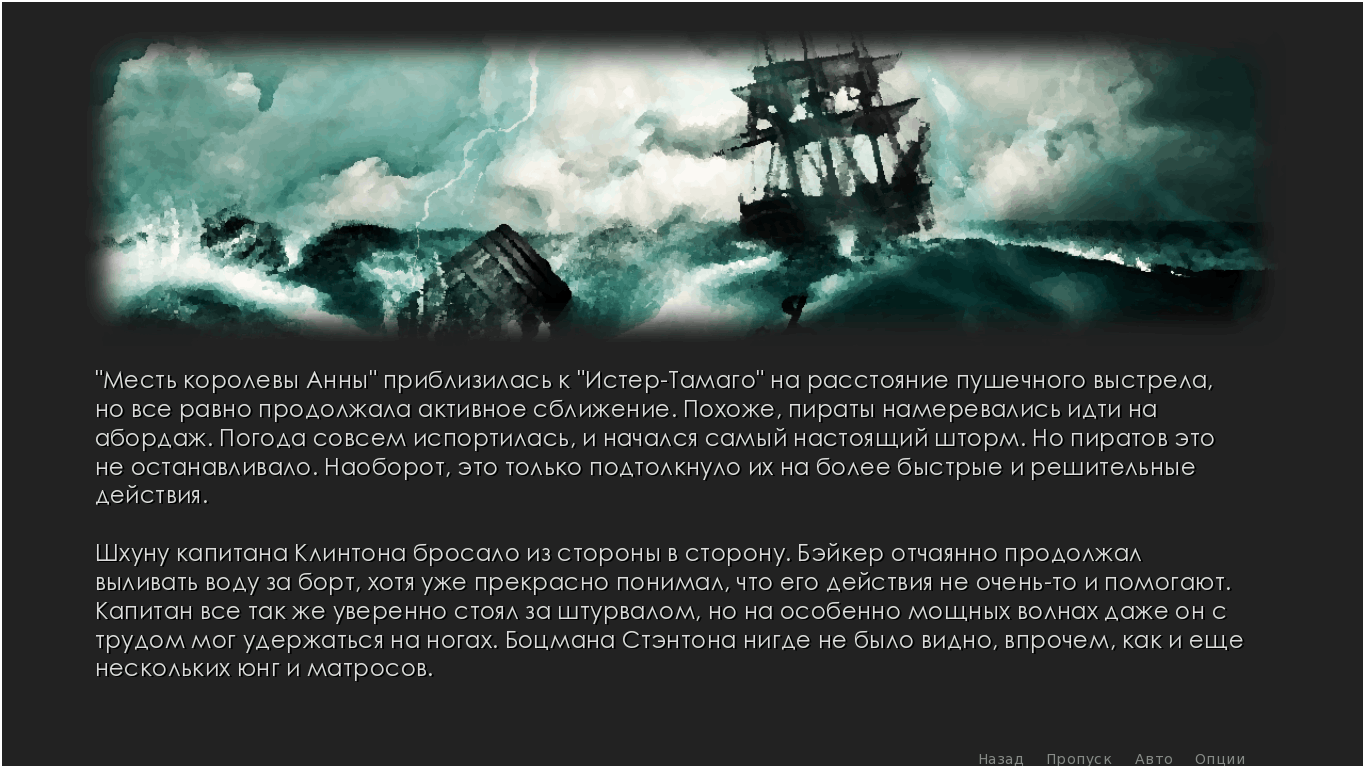 "Месть королевы Анны" приблизилась к "Истер-Тамаго" на расстояние пушечного выстрела,
но все равно продолжала активное сближение. Похоже, пираты намеревались идти на
абордаж. Погода совсем испортилась, и начался самый настоящий шторм. Но пиратов это
не останавливало. Наоборот, это только подтолкнуло их на более быстрые и решительные
действия.
Шхуну капитана Клинтона бросало из стороны в сторону. Бэйкер отчаянно продолжал
выливать воду за борт, хотя уже прекрасно понимал, что его действия не очень-то и помогают.
Капитан все так же уверенно стоял за штурвалом, но на особенно мощных волнах даже он с
трудом мог удержаться на ногах. Боцмана Стэнтона нигде не было видно, впрочем, как и еще
нескольких юнг и матросов.
Назад Пропуск Авто Опции